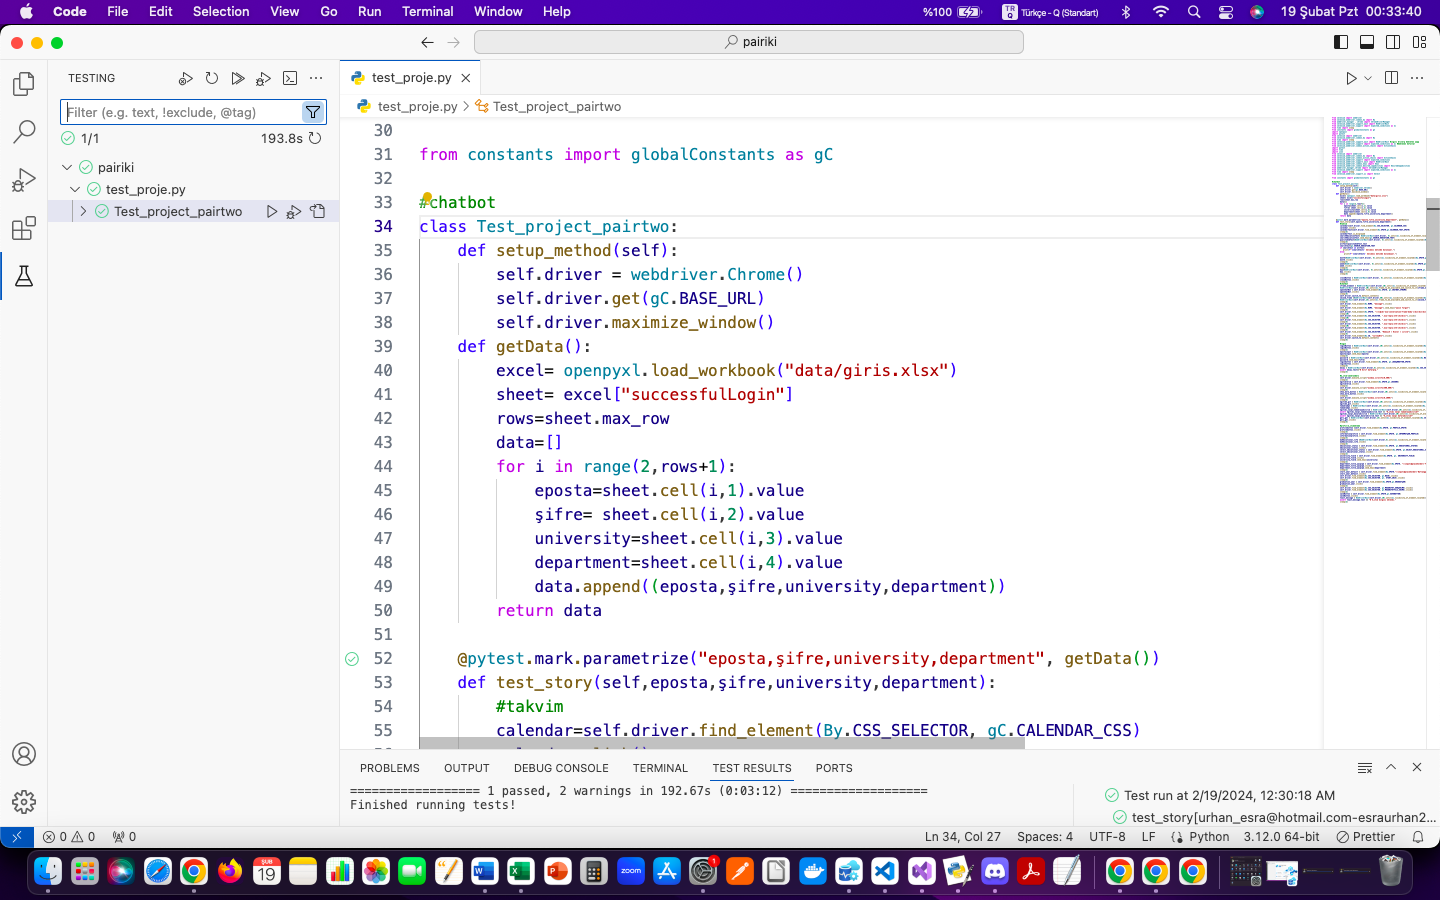 Code File Edit Selection View Go Run Terminal Window Help %100 TR Q Türkçe - Q (Standart) 19 Şubat Pzt 00:33:40
pairiki
TESTING
test_proje.py
Filter (e.g. text, !exclude, @tag)
test_proje.py > Test_project_pairtwo
1/1 193.8s
pairiki
test_proje.py
Test_project_pairtwo
30
31 from constants import globalConstants as gC
32
33 #chatbot
34 class Test_project_pairtwo:
35 def setup_method(self):
36 self.driver = webdriver.Chrome()
37 self.driver.get(gC.BASE_URL)
38 self.driver.maximize_window()
39 def getData():
40 excel= openpyxl.load_workbook("data/giris.xlsx")
41 sheet= excel["successfulLogin"]
42 rows=sheet.max_row
43 data=[]
44 for i in range(2,rows+1):
45 eposta=sheet.cell(i,1).value
46 şifre= sheet.cell(i,2).value
47 university=sheet.cell(i,3).value
48 department=sheet.cell(i,4).value
49 data.append((eposta,şifre,university,department))
50 return data
51
52 @pytest.mark.parametrize("eposta,şifre,university,department", getData())
53 def test_story(self,eposta,şifre,university,department):
54 #takvim
55 calendar=self.driver.find_element(By.CSS_SELECTOR, gC.CALENDAR_CSS)
PROBLEMS OUTPUT DEBUG CONSOLE TERMINAL TEST RESULTS PORTS
================== 1 passed, 2 warnings in 192.67s (0:03:12) ===================
Finished running tests!
Test run at 2/19/2024, 12:30:18 AM
test_story[urhan_esra@hotmail.com-esraurhan2...
0 0 0 Ln 34, Col 27 Spaces: 4 UTF-8 LF Python 3.12.0 64-bit Prettier
ŞUB
19
zoom
1